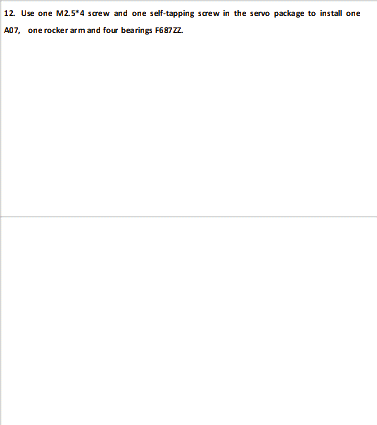 12. Use one M2.5*4 screw and one self-tapping screw in the servo package to install one
A07, one rocker arm and four bearings F687ZZ.